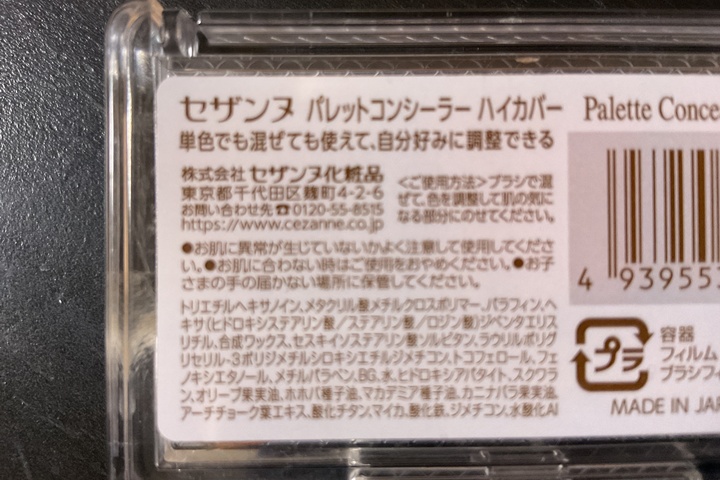 セザンヌ パレットコンシーラー ハイカバー Palette Conce
単色でも混ぜても使えて、自分好みに調整できる
株式会社 セザンヌ化粧品
東京都千代田区麹町4-2-6
お問い合わせ先☎0120-55-8515
https://www.cezanne.co.jp
<ご使用方法>ブラシで混
ぜて、色を調整して肌の気に
なる部分にのせてください。
●お肌に異常が生じていないかよく注意して使用してくださ
い。●お肌に合わない時はご使用をおやめください。●お子
さまの手の届かない場所に保管してください。
トリエチルヘキサノイン、メタクリル酸メチルクロスポリマー、パラフィン、ヘ
キサ(ヒドロキシステアリン酸/ステアリン酸/ロジン酸)ジペンタエリス
リチル、合成ワックス、セスキイソステアリン酸ソルビタン、ラウリルポリグ
リセリル-3ポリジメチルシロキシエチルジメチコン、トコフェロール、フェ
ノキシエタノール、メチルパラベン、BG、水、ヒドロキシアパタイト、スクワラ
ン、オリーブ果実油、ホホバ種子油、マカデミア種子油、カニナバラ果実油、
アーチチョーク葉エキス、酸化チタン、マイカ、酸化鉄、ジメチコン、水酸化Al
4 939553
プラ
容器
フィルム
ブラシフィ
MADE IN JAP